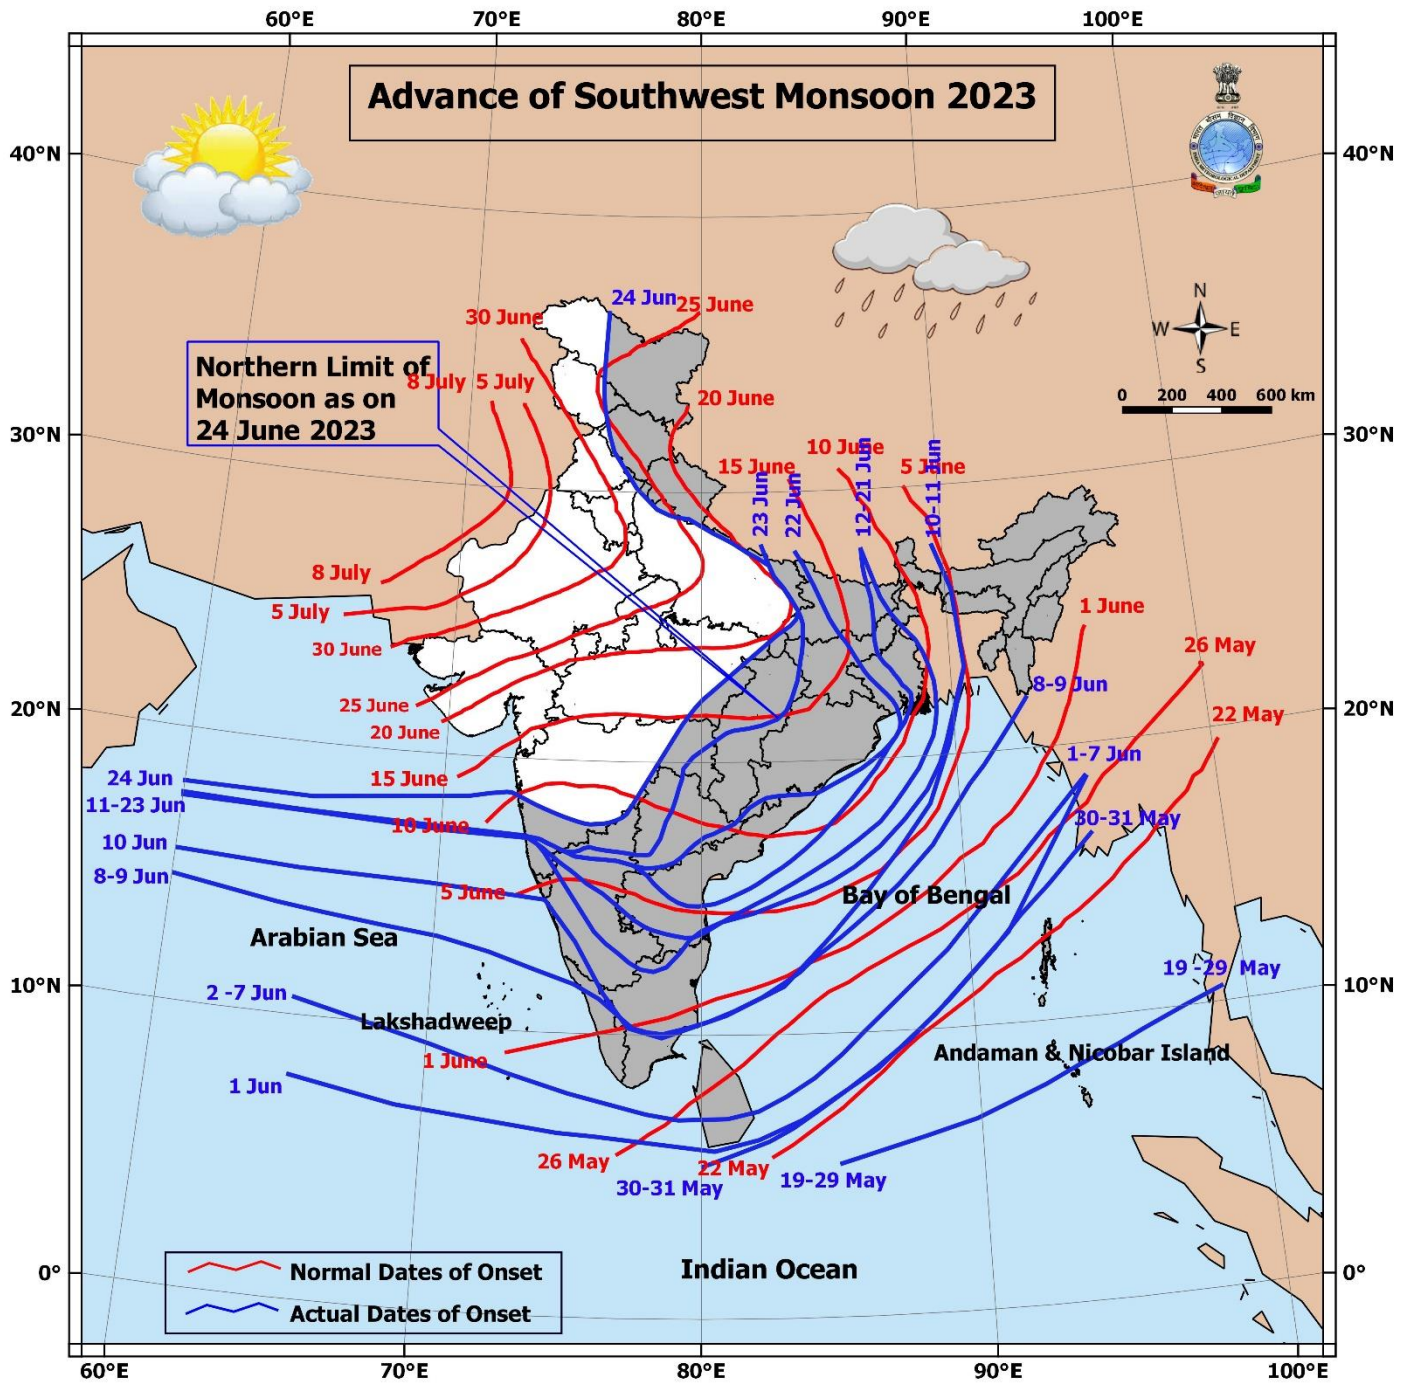 60°E 70°E 80°E 90°E 100°E
Advance of Southwest Monsoon 2023
40°N 40°N
N
W E
S
0 200 400 600 km
24 Jun 25 June
30 June
Northern Limit of
Monsoon as on
24 June 2023
8 July 5 July
20 June
30°N 30°N
15 June 10 June 5 June
23 Jun 22 Jun 12-21 Jun 10-11 Jun
8 July
5 July
30 June
25 June
20 June
15 June
10 June
5 June
1 June
26 May
22 May
8-9 Jun
1-7 Jun
30-31 May
20°N 20°N
24 Jun
11-23 Jun
10 Jun
8-9 Jun
Bay of Bengal
Arabian Sea
19 -29 May
10°N 10°N
2 -7 Jun
Lakshadweep
1 June
Andaman & Nicobar Island
1 Jun
26 May
22 May
30-31 May
19-29 May
Indian Ocean
0° 0°
Normal Dates of Onset
Actual Dates of Onset
60°E 70°E 80°E 90°E 100°E